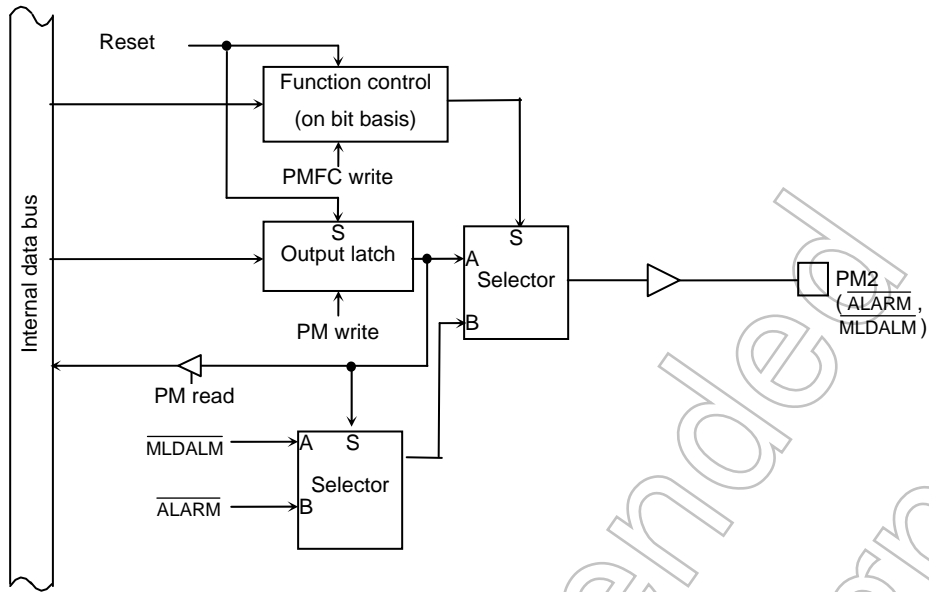 Reset
Function control
(on bit basis)
PMFC write
Internal data bus
S
Output latch
PM write
S
A
Selector
B
PM2
(ALARM,
MLDALM)
PM read
MLDALM
A
S
Selector
ALARM
B
ended